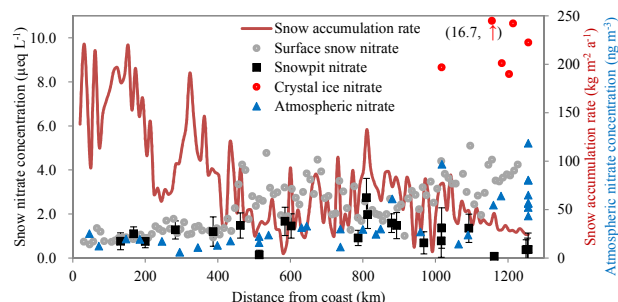 Snow nitrate concentration (μeq L⁻¹)
10.0
8.0
6.0
4.0
2.0
0.0
Snow accumulation rate
Surface snow nitrate
Snowpit nitrate
Crystal ice nitrate
Atmospheric nitrate
(16.7, ↑)
250
200
150
100
50
0
Snow accumulation rate (kg m⁻² a⁻¹)
Atmospheric nitrate concentration (ng m⁻³)
0 200 400 600 800 1000 1200
Distance from coast (km)